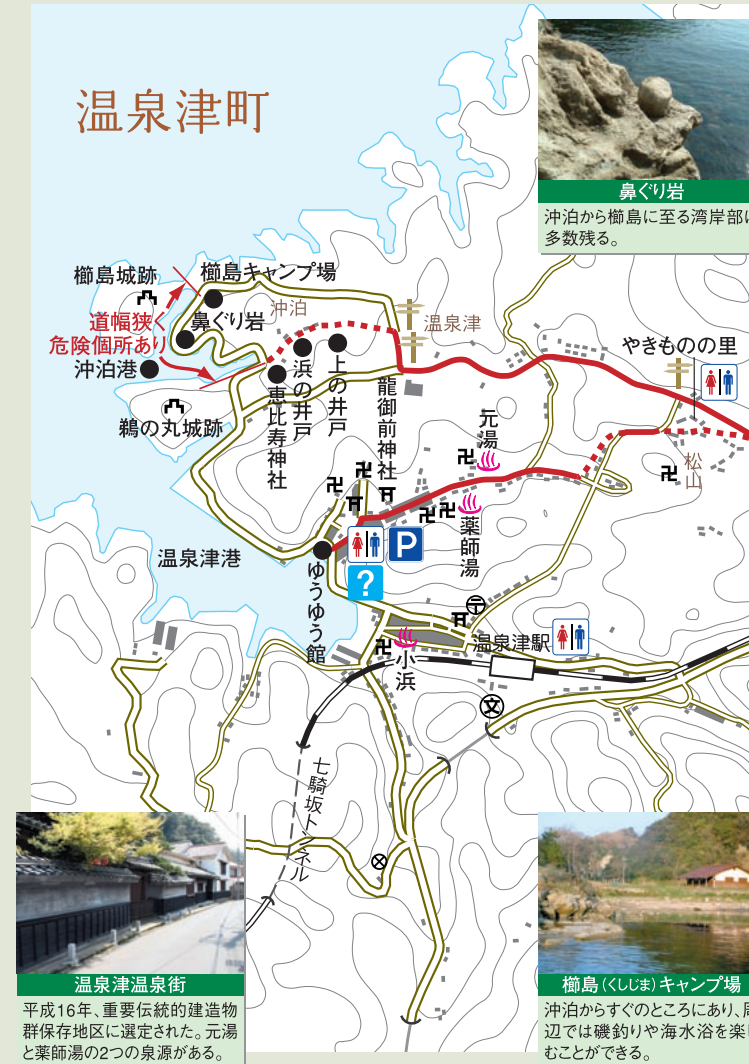 温泉津町
鼻ぐり岩
沖泊から櫛島に至る湾岸部に
多数残る。
櫛島城跡
櫛島キャンプ場
道幅狭く
危険個所あり
鼻ぐり岩
沖泊
温泉津
沖泊港
浜の井戸
上の井戸
恵比寿神社
龍御前神社
鵜の丸城跡
やきものの里
元湯
松山
薬師湯
温泉津港
P
?
ゆうゆう館
〒
温泉津駅
小浜
文
七騎坂トンネル
温泉津温泉街
平成16年、重要伝統的建造物
群保存地区に選定された。元湯
と薬師湯の2つの泉源がある。
櫛島(くしじま)キャンプ場
沖泊からすぐのところにあり、周
辺では磯釣りや海水浴を楽し
むことができる。